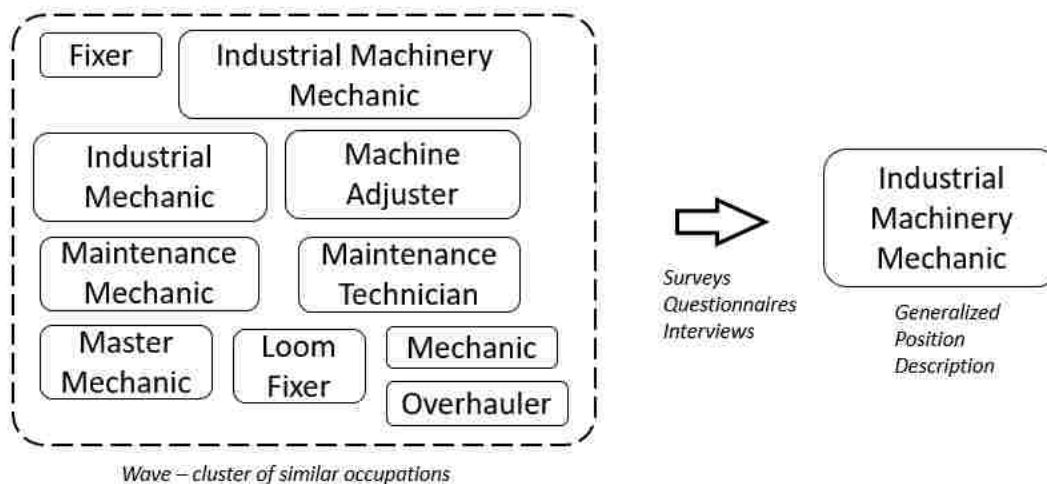 Fixer
Industrial Machinery
Mechanic
Industrial
Mechanic
Machine
Adjuster
Maintenance
Mechanic
Maintenance
Technician
Master
Mechanic
Loom
Fixer
Mechanic
Overhauler
Wave – cluster of similar occupations
Surveys
Questionnaires
Interviews
Industrial
Machinery
Mechanic
Generalized
Position
Description